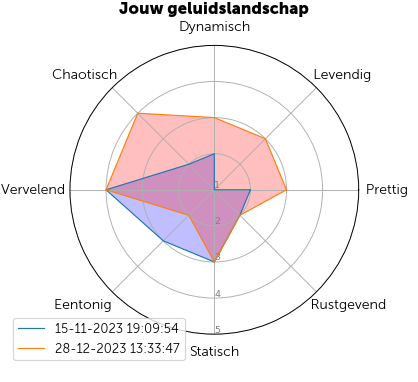 Jouw geluidslandschap
Dynamisch
Chaotisch
Levendig
Vervelend
Prettig
1
2
3
4
5
Eentonig
Rustgevend
Statisch
15-11-2023 19:09:54
28-12-2023 13:33:47